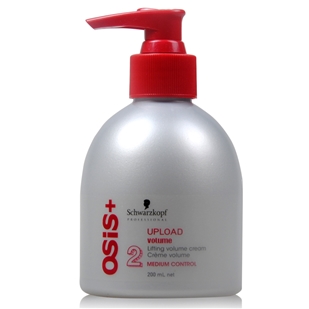 OSiS+
Schwarzkopf
PROFESSIONAL
UPLOAD
volume
Lifting volume cream
Crème volume
2
MEDIUM CONTROL
200 mL